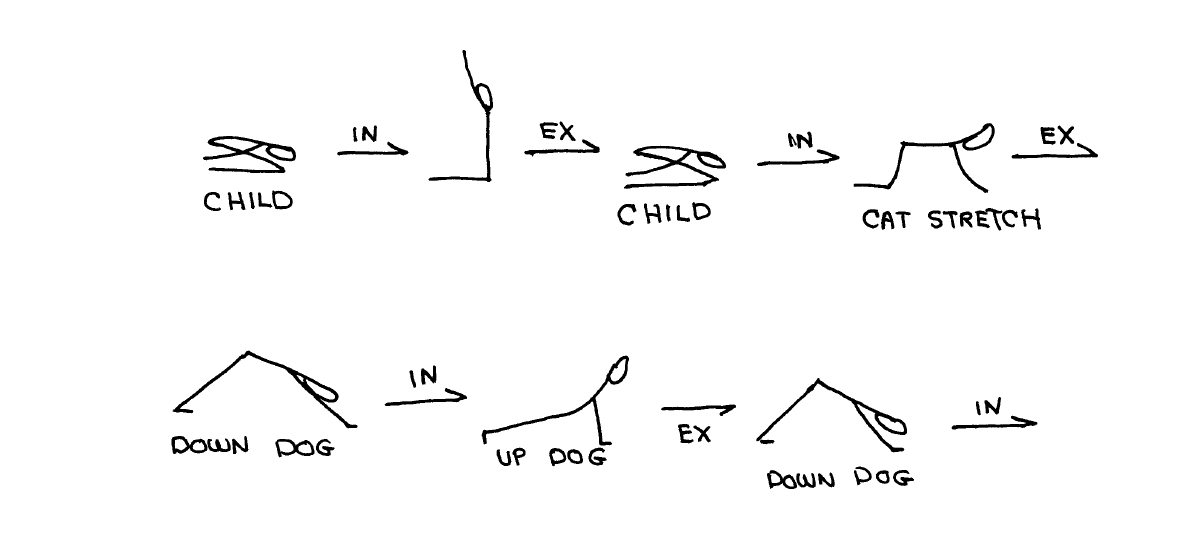 IN EX IN EX
CHILD CHILD CAT STRETCH
IN EX IN
DOWN DOG UP DOG DOWN DOG